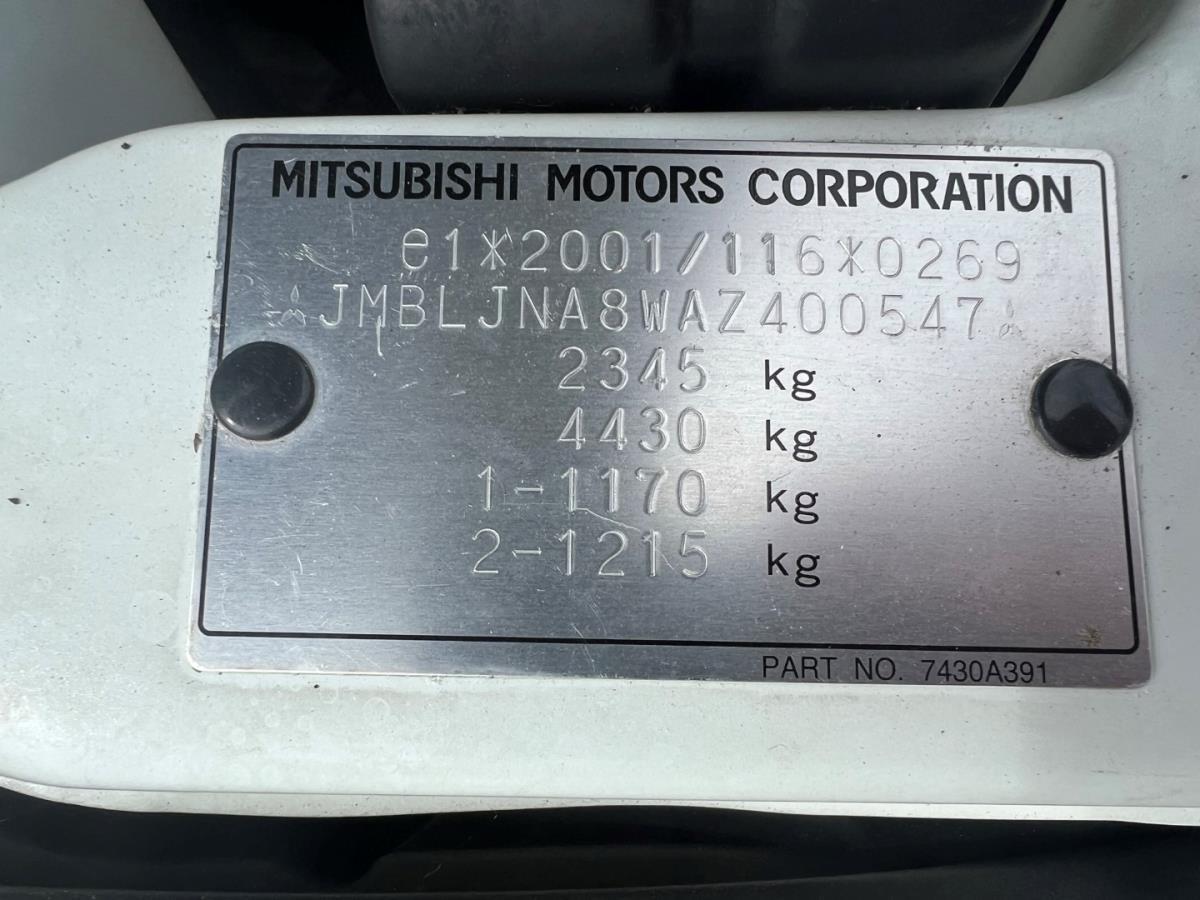 MITSUBISHI MOTORS CORPORATION
e1*2001/116*0269
JMBLJNA8WAZ400547
2345 kg
4430 kg
1-1170 kg
2-1215 kg
PART NO. 7430A391